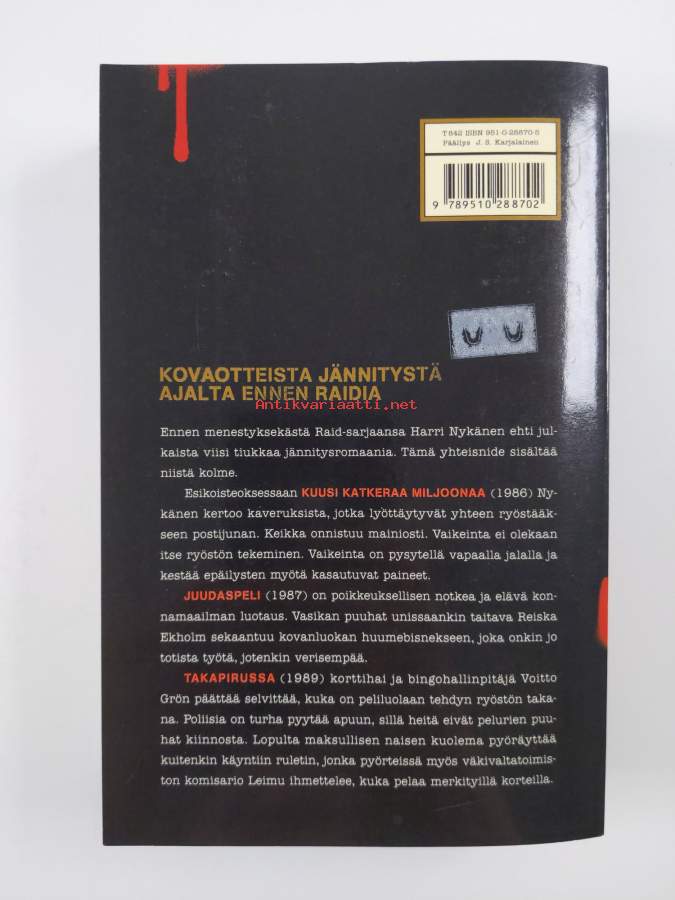 T 842 ISBN 951-0-28870-5
Päällys J. S. Karjalainen
9 789510 288702
KOVAOTTEISTA JÄNNITYSTÄ
AJALTA ENNEN RAIDIA
Antikvariaatti.net
Ennen menestyksekästä Raid-sarjaansa Harri Nykänen ehti jul-
kaista viisi tiukkaa jännitysromaania. Tämä yhteisnide sisältää
niistä kolme.
Esikoisteoksessaan KUUSI KATKERAA MILJOONAA (1986) Ny-
känen kertoo kaveruksista, jotka lyöttäytyvät yhteen ryöstääk-
seen postijunan. Keikka onnistuu mainiosti. Vaikeinta ei olekaan
itse ryöstön tekeminen. Vaikeinta on pysytellä vapaalla jalalla ja
kestää epäilysten myötä kasautuvat paineet.
JUUDASPELI (1987) on poikkeuksellisen notkea ja elävä kon-
namaailman luotaus. Vasikan puuhat unissaankin taitava Reiska
Ekholm sekaantuu kovanluokan huumebisnekseen, joka onkin jo
totista työtä, jotenkin verisempää.
TAKAPIRUSSA (1989) korttihai ja bingohallinpitäjä Voitto
Grön päättää selvittää, kuka on peliluolaan tehdyn ryöstön taka-
na. Poliisia on turha pyytää apuun, sillä heitä eivät pelurien puu-
hat kiinnosta. Lopulta maksullisen naisen kuolema pyöräyttää
kuitenkin käyntiin ruletin, jonka pyörteissä myös väkivaltatoimis-
ton komisario Leimu ihmettelee, kuka pelaa merkityillä korteilla.